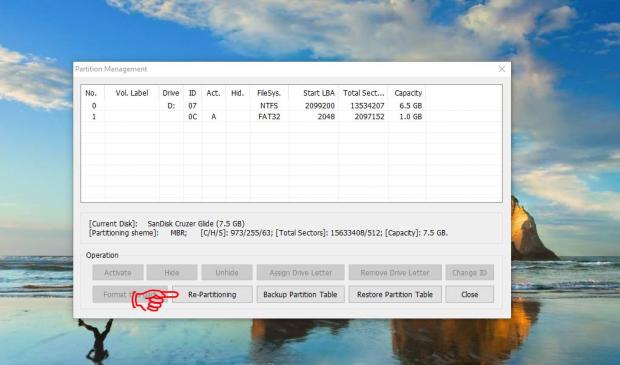 Partition Management
No. Vol. Label Drive ID Act. Hid. FileSys. Start LBA Total Sect... Capacity
0 D: 07 NTFS 2099200 13534207 6.5 GB
1 0C A FAT32 2048 2097152 1.0 GB
[Current Disk]: SanDisk Cruzer Glide (7.5 GB)
[Partitioning sheme]: MBR; [C/H/S]: 973/255/63; [Total Sectors]: 15633408/512; [Capacity]: 7.5 GB.
Operation
Activate Hide Unhide Assign Drive Letter Remove Drive Letter Change ID
Format Re-Partitioning Backup Partition Table Restore Partition Table Close